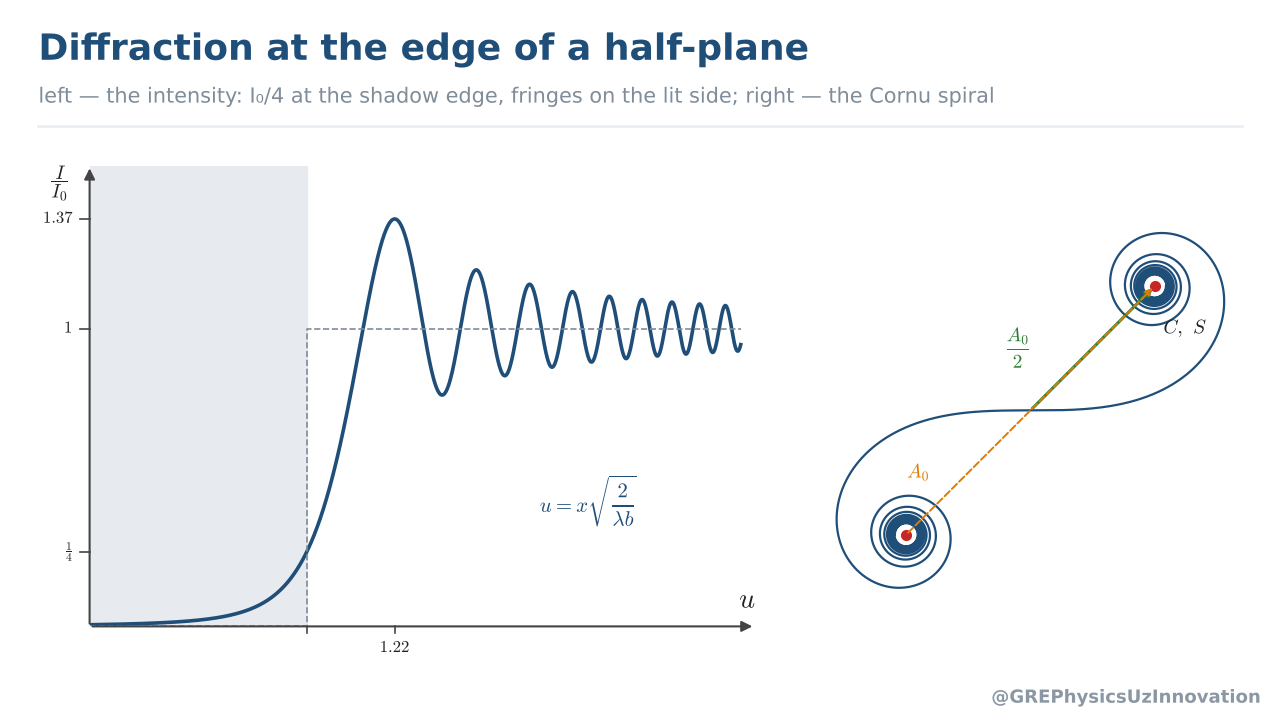 Diffraction at the edge of a half-plane
left — the intensity: I₀/4 at the shadow edge, fringes on the lit side; right — the Cornu spiral
I/I₀
1.37
1
1/4
1.22
u
u = x√(2/λb)
A₀/2
C, S
A₀
@GREPhysicsUzInnovation